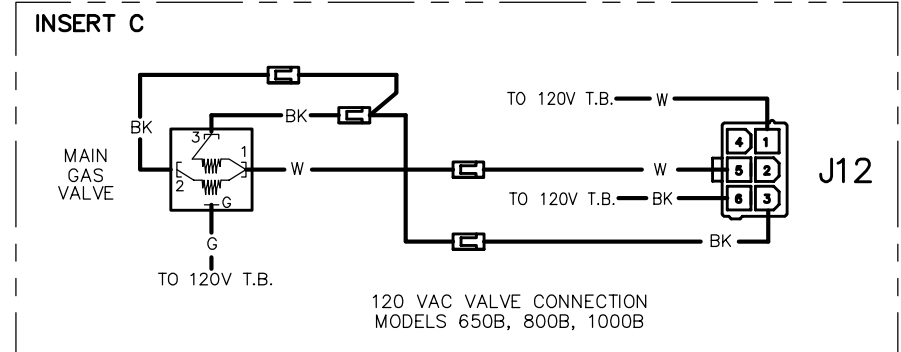 INSERT C
TO 120V T.B. W
BK
BK
3
1
4 1
MAIN
GAS
VALVE
W
W
5 2
J12
2
TO 120V T.B. BK
6 3
G
G
BK
TO 120V T.B.
120 VAC VALVE CONNECTION
MODELS 650B, 800B, 1000B